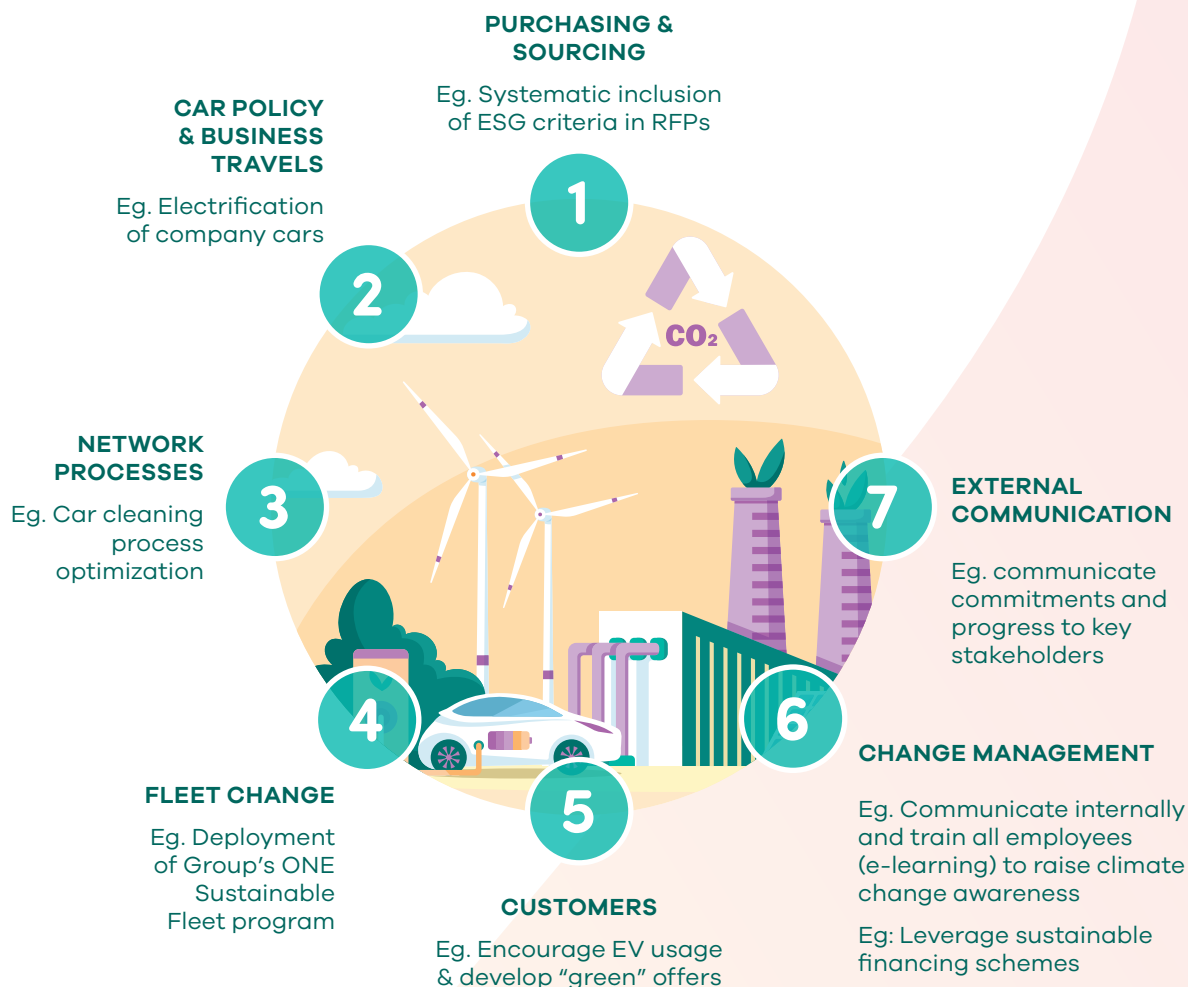 PURCHASING &
SOURCING
Eg. Systematic inclusion
of ESG criteria in RFPs
1
CAR POLICY
& BUSINESS
TRAVELS
Eg. Electrification
of company cars
2
CO₂
NETWORK
PROCESSES
Eg. Car cleaning
process
optimization
3
4
FLEET CHANGE
Eg. Deployment
of Group’s ONE
Sustainable
Fleet program
5
CUSTOMERS
Eg. Encourage EV usage
& develop “green” offers
6
CHANGE MANAGEMENT
Eg. Communicate internally
and train all employees
(e-learning) to raise climate
change awareness
Eg: Leverage sustainable
financing schemes
7
EXTERNAL
COMMUNICATION
Eg. communicate
commitments and
progress to key
stakeholders